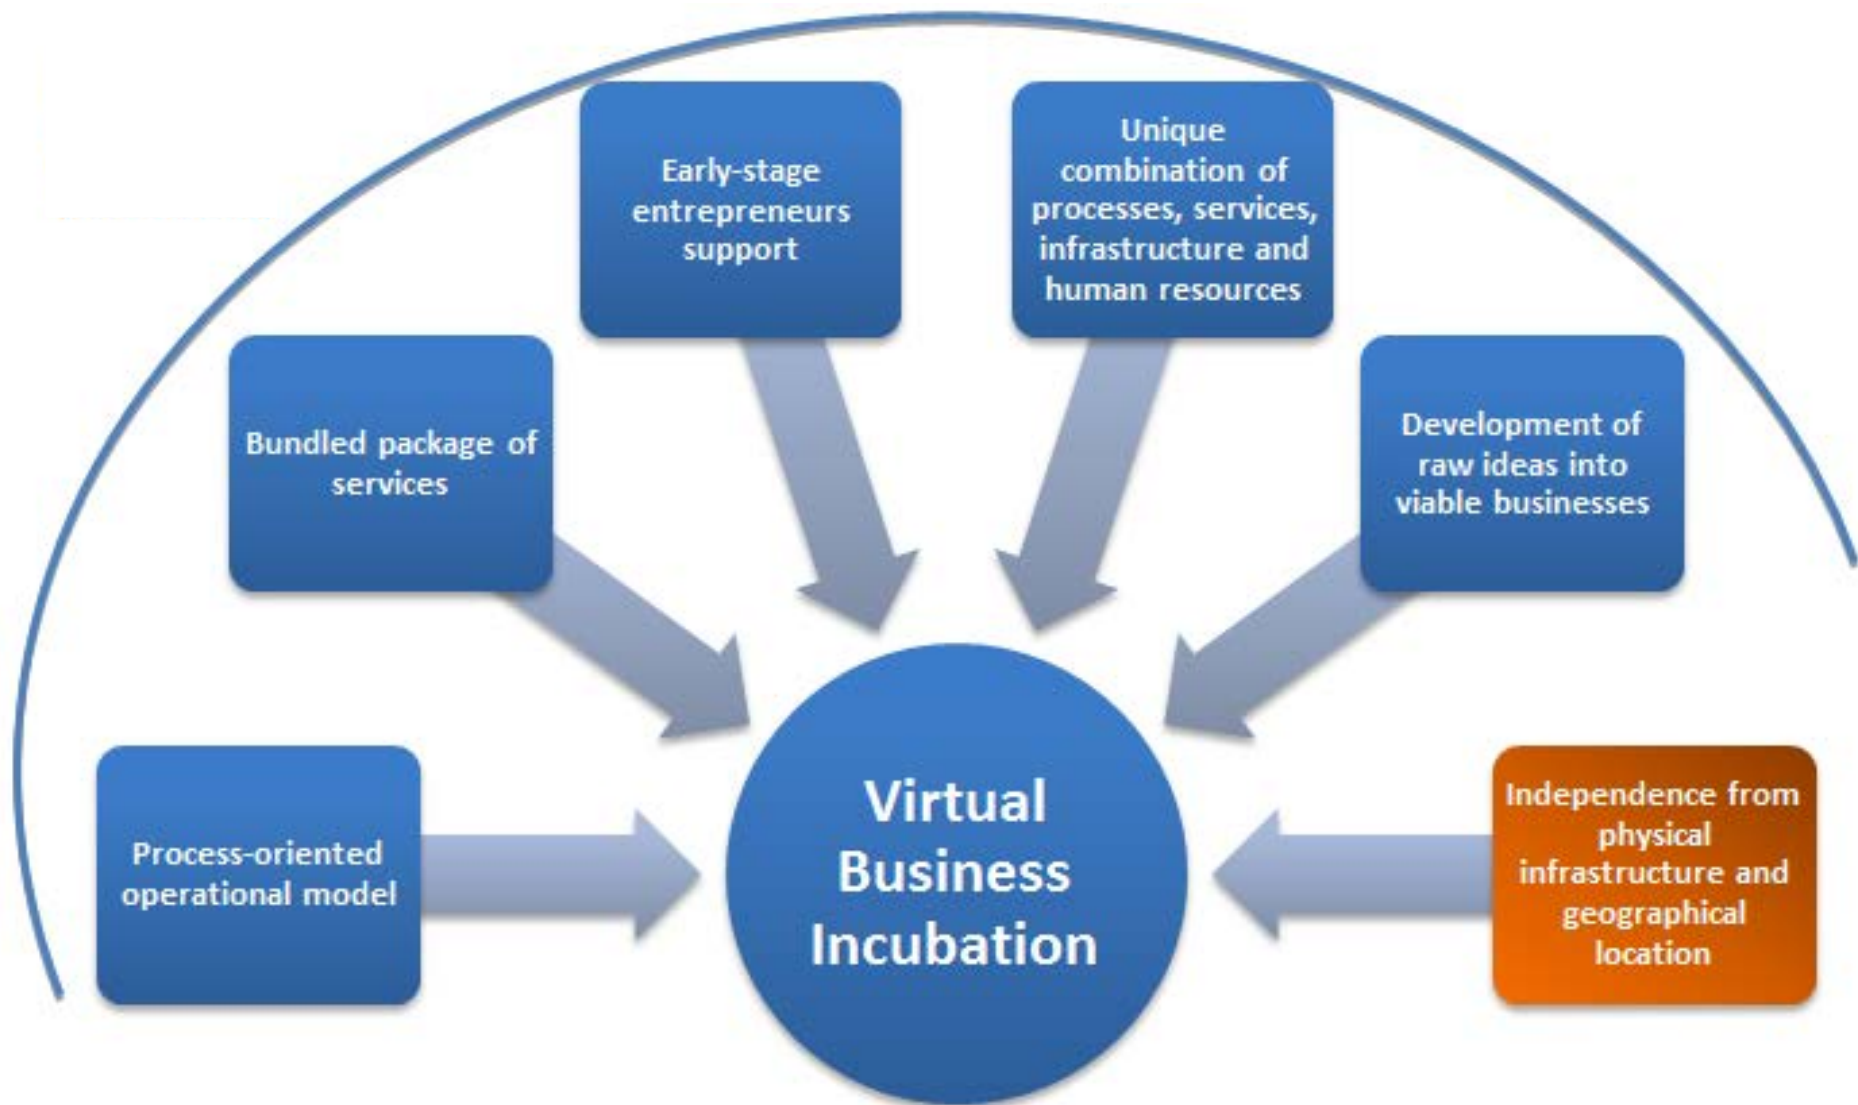 Early-stage
entrepreneurs
support
Unique
combination of
processes, services,
infrastructure and
human resources
Bundled package of
services
Development of
raw ideas into
viable businesses
Process-oriented
operational model
Virtual
Business
Incubation
Independence from
physical
infrastructure and
geographical
location